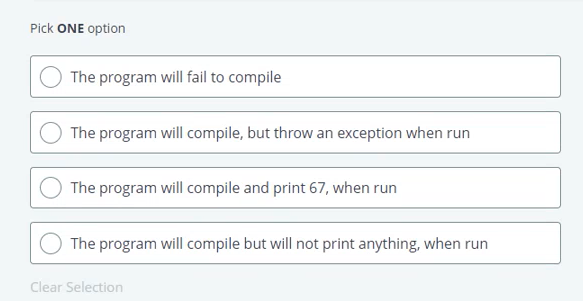 Pick ONE option
The program will fail to compile
The program will compile, but throw an exception when run
The program will compile and print 67, when run
The program will compile but will not print anything, when run
Clear Selection